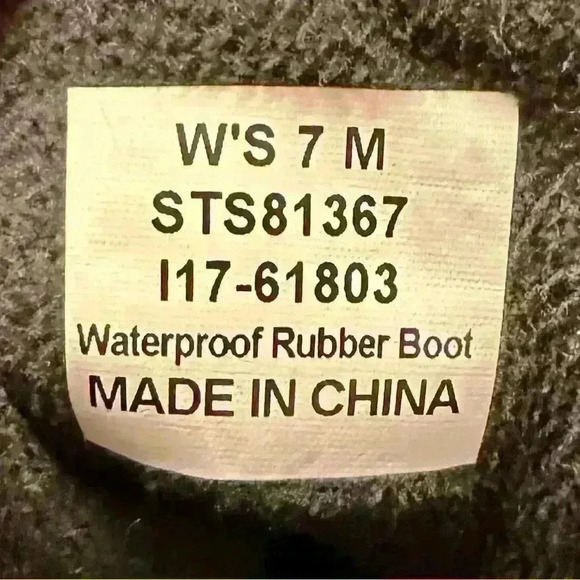 W'S 7 M
STS81367
I17-61803
Waterproof Rubber Boot
MADE IN CHINA